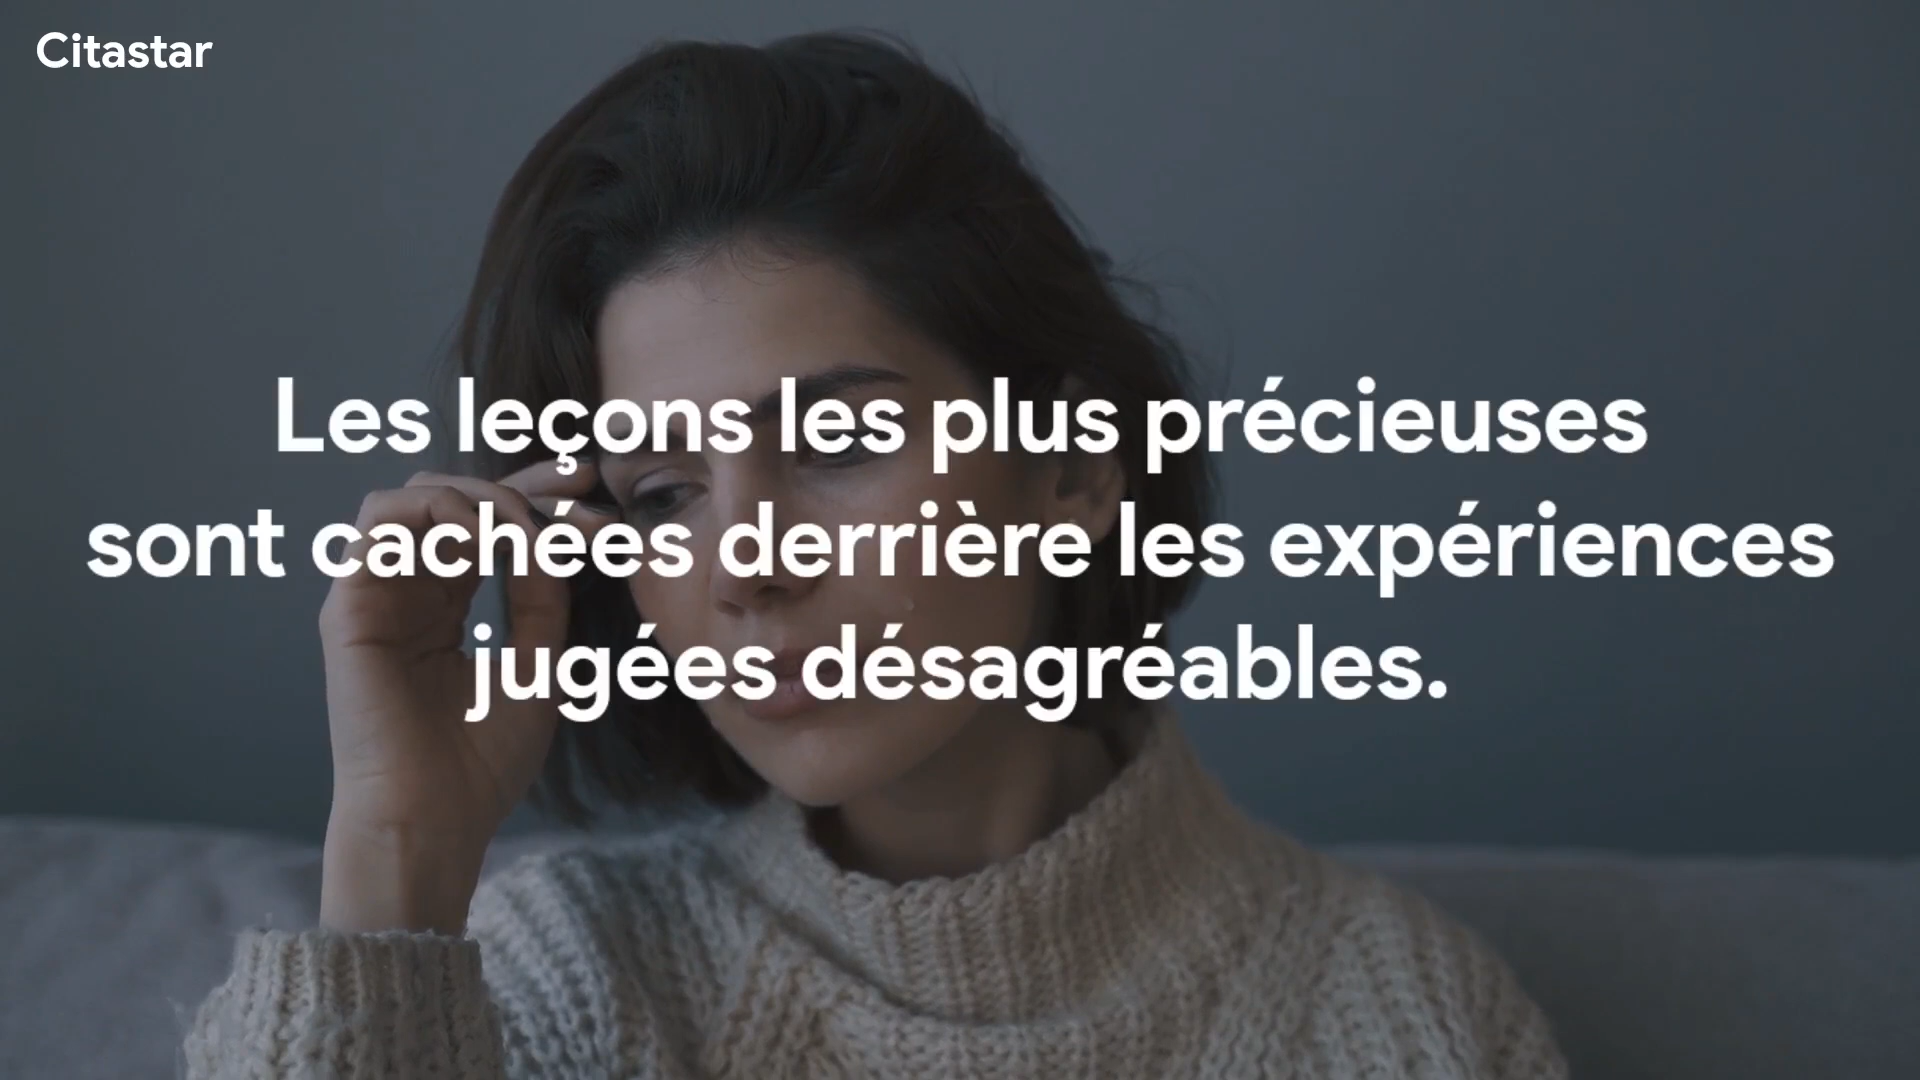 Citastar
Les leçons les plus précieuses
sont cachées derrière les expériences
jugées désagréables.